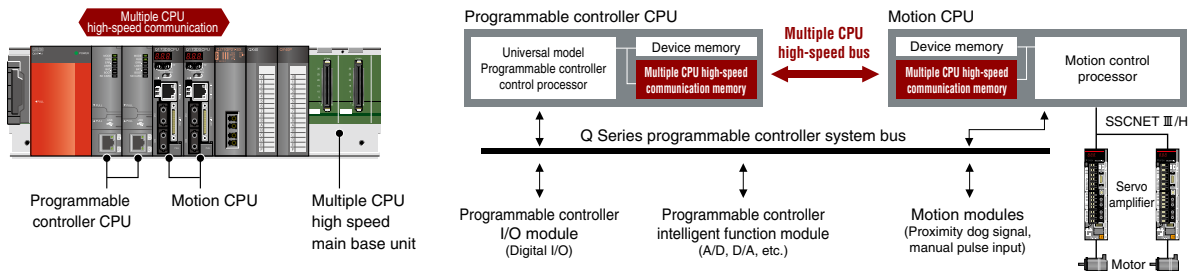 Multiple CPU
high-speed communication
Programmable
controller CPU
Motion CPU
Multiple CPU
high speed
main base unit
Programmable controller CPU
Universal model
Programmable controller
control processor
Device memory
Multiple CPU high-speed
communication memory
Multiple CPU
high-speed bus
Motion CPU
Device memory
Multiple CPU high-speed
communication memory
Motion control
processor
SSCNET Ⅲ/H
Q Series programmable controller system bus
Programmable controller
I/O module
(Digital I/O)
Programmable controller
intelligent function module
(A/D, D/A, etc.)
Motion modules
(Proximity dog signal,
manual pulse input)
Servo
amplifier
Motor